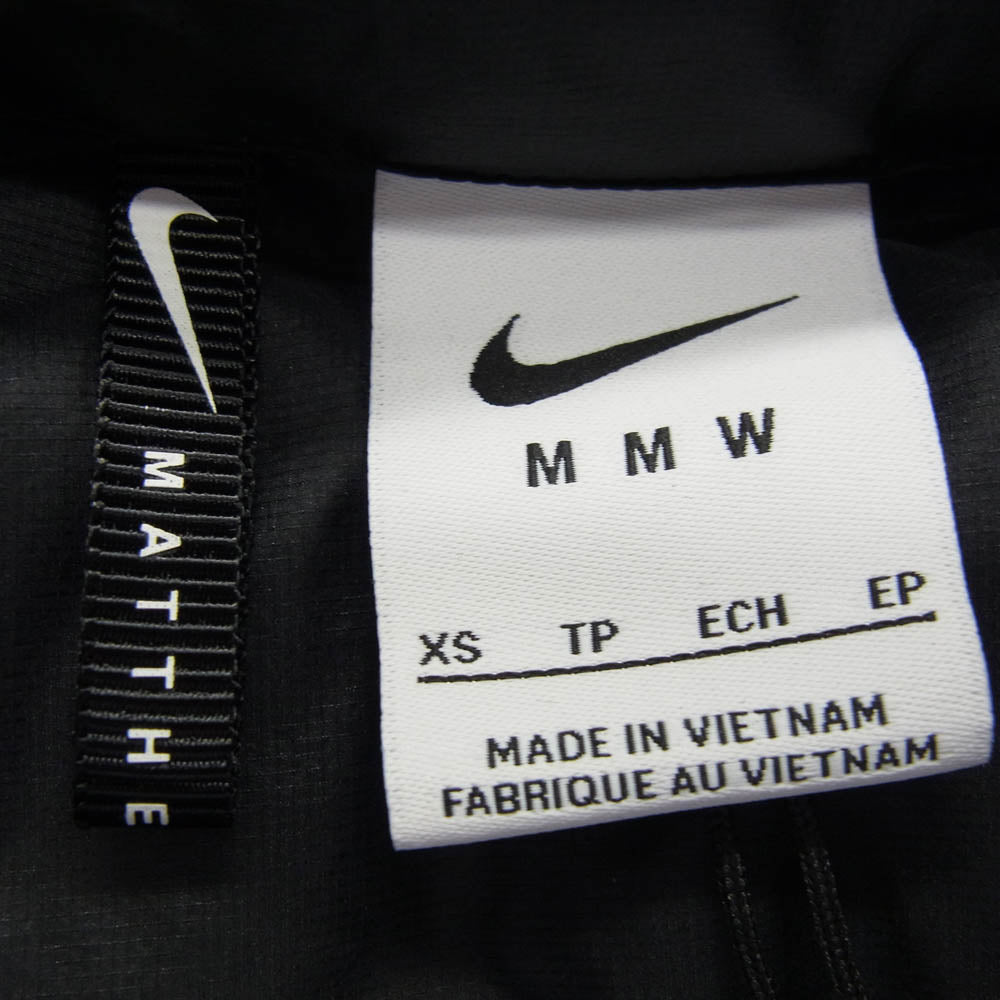 MATTHE
M M W
XS TP ECH EP
MADE IN VIETNAM
FABRIQUE AU VIETNAM